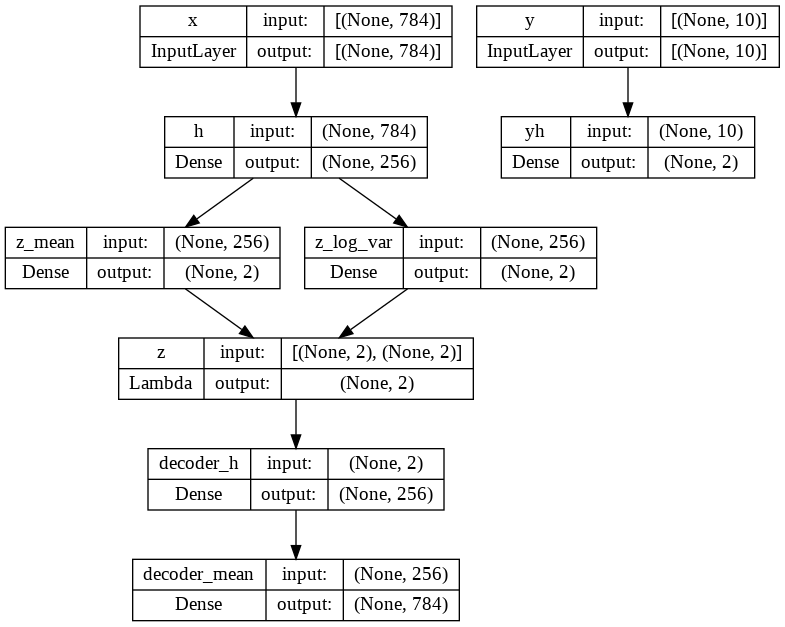 x input: [(None, 784)]
InputLayer output: [(None, 784)]
y input: [(None, 10)]
InputLayer output: [(None, 10)]
h input: (None, 784)
Dense output: (None, 256)
yh input: (None, 10)
Dense output: (None, 2)
z_mean input: (None, 256)
Dense output: (None, 2)
z_log_var input: (None, 256)
Dense output: (None, 2)
z input: [(None, 2), (None, 2)]
Lambda output: (None, 2)
decoder_h input: (None, 2)
Dense output: (None, 256)
decoder_mean input: (None, 256)
Dense output: (None, 784)